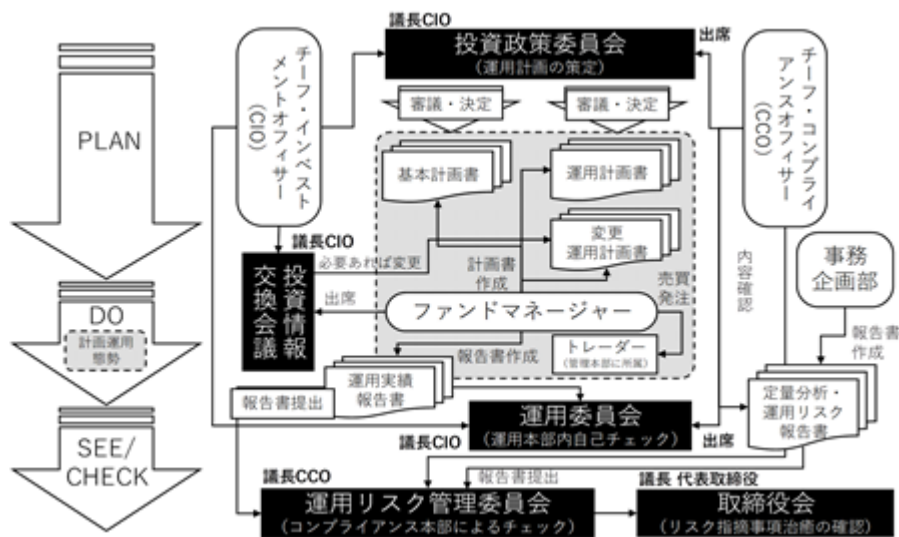 PLAN
DO
計画運用
態勢
SEE/
CHECK
チーフ・インベスト
メントオフィサー
(CIO)
議長CIO
投資政策委員会
(運用計画の策定)
出席
チーフ・コンプライ
アンスオフィサー
(CCO)
審議・決定
審議・決定
基本計画書
運用計画書
変更
運用計画書
議長CIO
投資情報
交換会議
必要あれば変更
計画書
作成
売買
発注
内容確認
事務
企画部
出席
ファンドマネージャー
報告書作成
トレーダー
(管理本部に所属)
報告書
作成
運用実績
報告書
報告書提出
定量分析・
運用リスク
報告書
運用委員会
(運用本部内自己チェック)
議長CIO
出席
報告書提出
議長CCO
運用リスク管理委員会
(コンプライアンス本部によるチェック)
議長 代表取締役
取締役会
(リスク指摘事項治癒の確認)